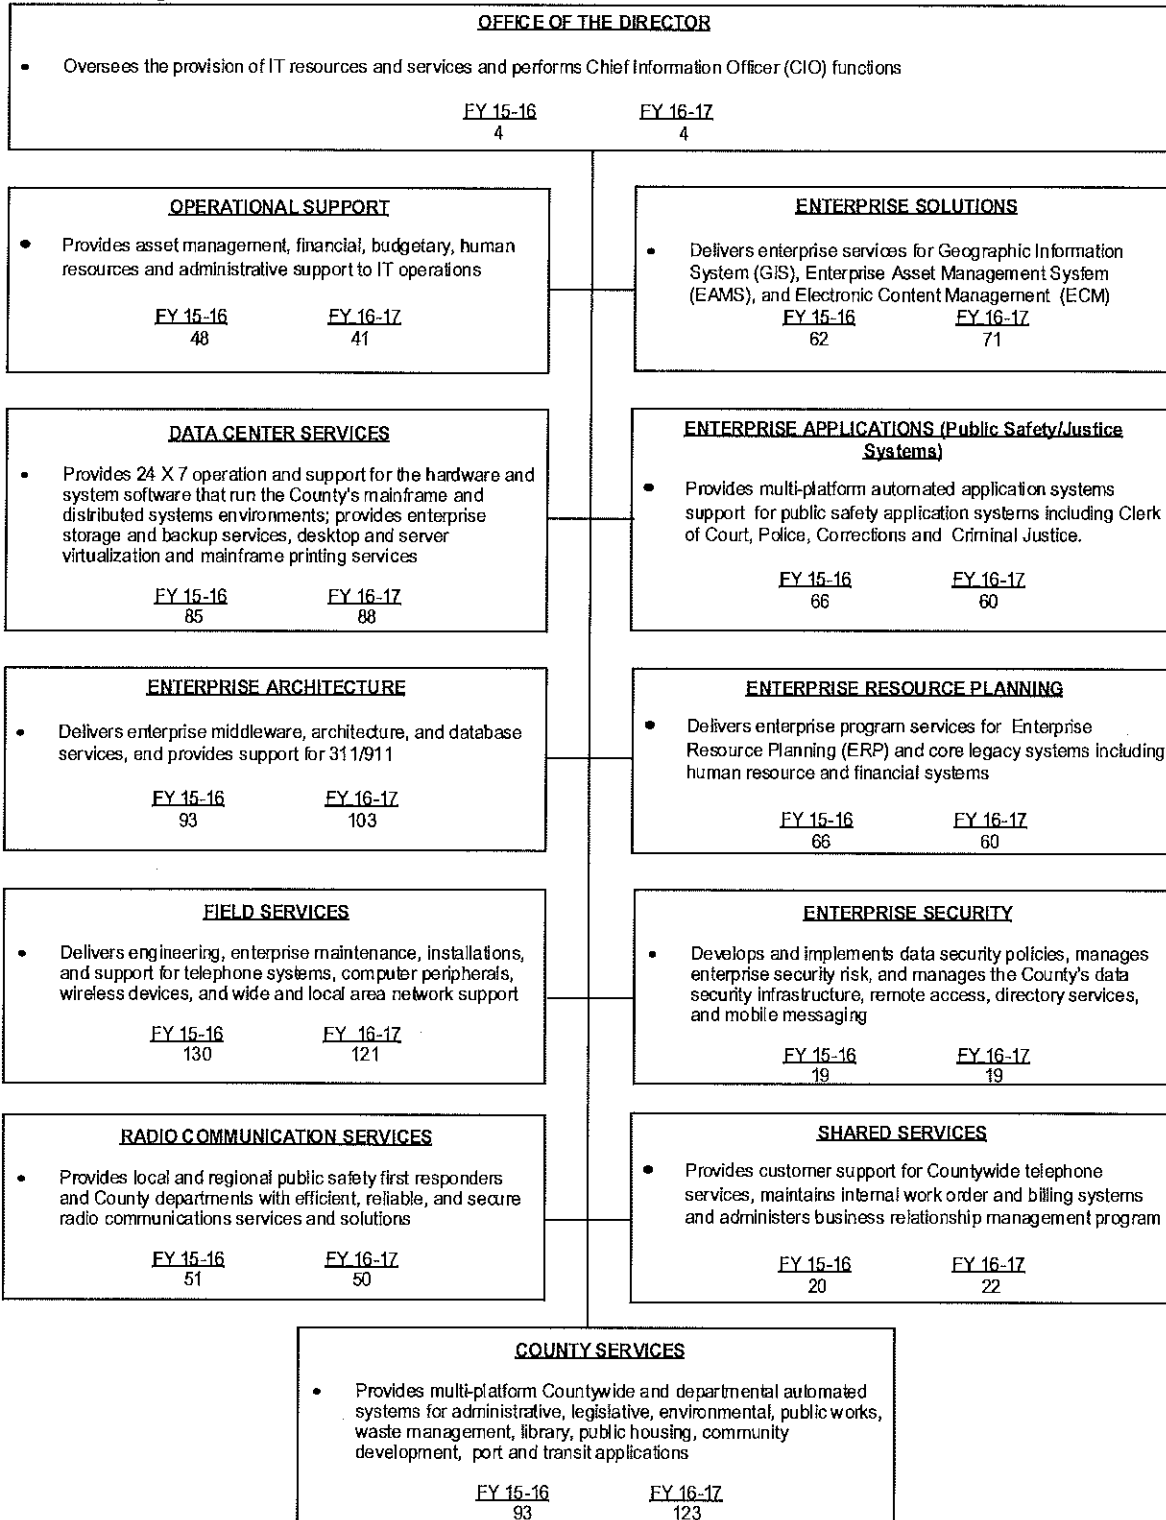 OFFICE OF THE DIRECTOR
• Oversees the provision of IT resources and services and performs Chief Information Officer (CIO) functions
FY 15-16 FY 16-17
4 4
OPERATIONAL SUPPORT
• Provides asset management, financial, budgetary, human
resources and administrative support to IT operations
FY 15-16 FY 16-17
48 41
ENTERPRISE SOLUTIONS
• Delivers enterprise services for Geographic Information
System (GIS), Enterprise Asset Management System
(EAMS), and Electronic Content Management (ECM)
FY 15-16 FY 16-17
62 71
DATA CENTER SERVICES
• Provides 24 X 7 operation and support for the hardware and
system software that run the County's mainframe and
distributed systems environments; provides enterprise
storage and backup services, desktop and server
virtualization and mainframe printing services
FY 15-16 FY 16-17
85 88
ENTERPRISE APPLICATIONS (Public Safety/Justice
Systems)
• Provides multi-platform automated application systems
support for public safety application systems including Clerk
of Court, Police, Corrections and Criminal Justice.
FY 15-16 FY 16-17
66 60
ENTERPRISE ARCHITECTURE
• Delivers enterprise middleware, architecture, and database
services, and provides support for 311/911
FY 15-16 FY 16-17
93 103
ENTERPRISE RESOURCE PLANNING
• Delivers enterprise program services for Enterprise
Resource Planning (ERP) and core legacy systems including
human resource and financial systems
FY 15-16 FY 16-17
66 60
FIELD SERVICES
• Delivers engineering, enterprise maintenance, installations,
and support for telephone systems, computer peripherals,
wireless devices, and wide and local area network support
FY 15-16 FY 16-17
130 121
ENTERPRISE SECURITY
• Develops and implements data security policies, manages
enterprise security risk, and manages the County's data
security infrastructure, remote access, directory services,
and mobile messaging
FY 15-16 FY 16-17
19 19
RADIO COMMUNICATION SERVICES
• Provides local and regional public safety first responders
and County departments with efficient, reliable, and secure
radio communications services and solutions
FY 15-16 FY 16-17
51 50
SHARED SERVICES
• Provides customer support for Countywide telephone
services, maintains internal work order and billing systems
and administers business relationship management program
FY 15-16 FY 16-17
20 22
COUNTY SERVICES
• Provides multi-platform Countywide and departmental automated
systems for administrative, legislative, environmental, public works,
waste management, library, public housing, community
development, port and transit applications
FY 15-16 FY 16-17
93 123